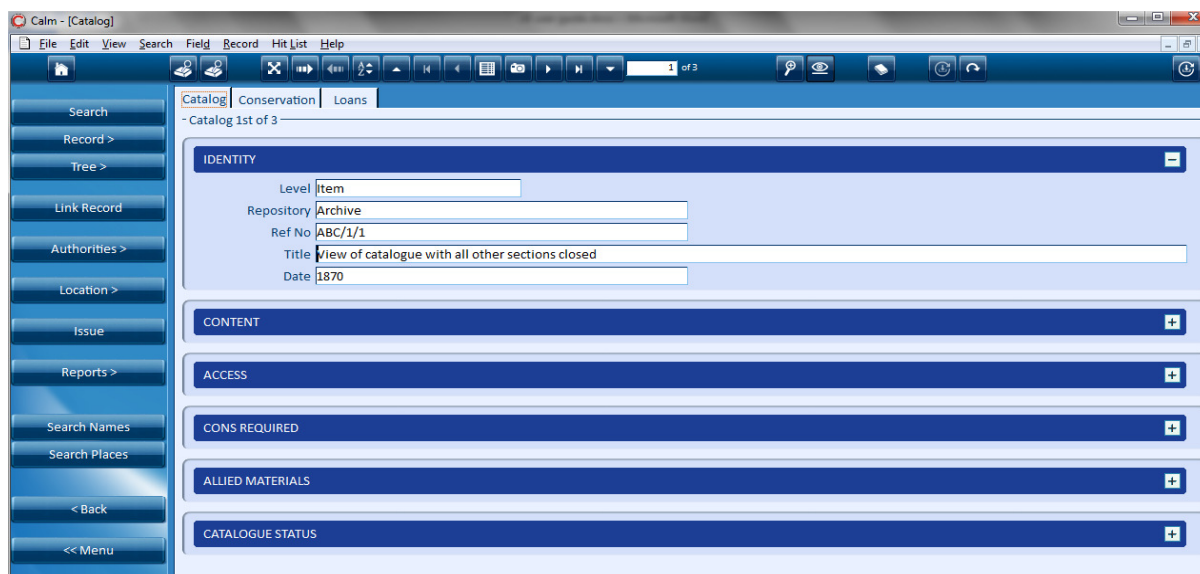 Calm - [Catalog]
File Edit View Search Field Record Hit List Help
1 of 3
Search
Record >
Tree >
Link Record
Authorities >
Location >
Issue
Reports >
Search Names
Search Places
< Back
<< Menu
Catalog Conservation Loans
Catalog 1st of 3
IDENTITY
Level Item
Repository Archive
Ref No ABC/1/1
Title View of catalogue with all other sections closed
Date 1870
CONTENT
ACCESS
CONS REQUIRED
ALLIED MATERIALS
CATALOGUE STATUS